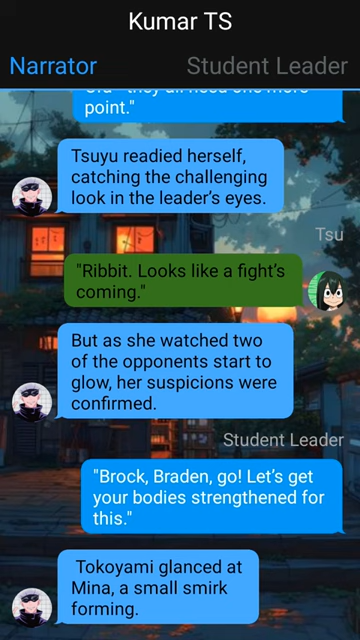 Kumar TS
Narrator
Student Leader
point."
Tsuyu readied herself,
catching the challenging
look in the leader's eyes.
Tsu
"Ribbit. Looks like a fight's
coming."
But as she watched two
of the opponents start to
glow, her suspicions were
confirmed.
Student Leader
"Brock, Braden, go! Let's get
your bodies strengthened for
this."
Tokoyami glanced at
Mina, a small smirk
forming.